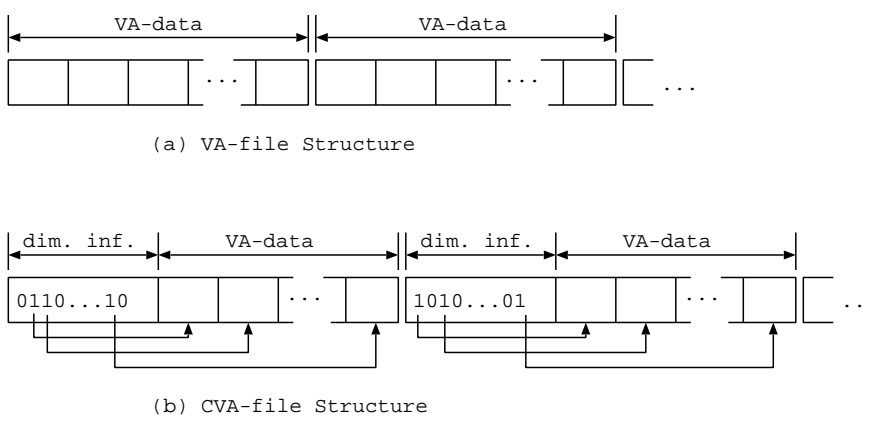 VA-data VA-data
... ... ...
(a) VA-file Structure
dim. inf. VA-data dim. inf. VA-data
0110...10 ... 1010...01 ... ..
(b) CVA-file Structure